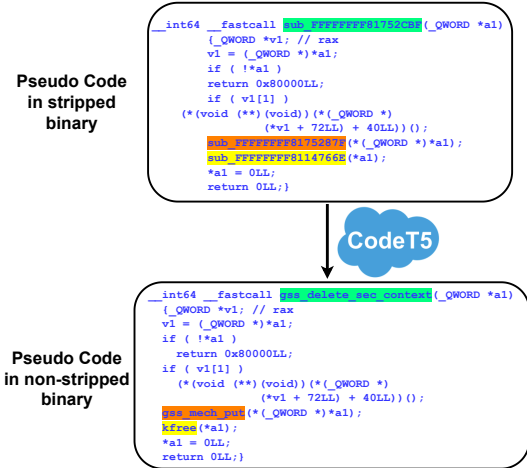 __int64 __fastcall sub_FFFFFFFF81752CBF(_QWORD *a1)
{_QWORD *v1; // rax
v1 = (_QWORD *)*a1;
if ( !*a1 )
return 0x80000LL;
if ( v1[1] )
(*(void (**)(void))(*(_QWORD *)
(*v1 + 72LL) + 40LL))();
sub_FFFFFFFF8175287F(*(_QWORD *)*a1);
sub_FFFFFFFF8114766E(*a1);
*a1 = 0LL;
return 0LL;}
Pseudo Code
in stripped
binary
CodeT5
__int64 __fastcall gss_delete_sec_context(_QWORD *a1)
{_QWORD *v1; // rax
v1 = (_QWORD *)*a1;
if ( !*a1 )
return 0x80000LL;
if ( v1[1] )
(*(void (**)(void))(*(_QWORD *)
(*v1 + 72LL) + 40LL))();
gss_mech_put(*(_QWORD *)*a1);
kfree(*a1);
*a1 = 0LL;
return 0LL;}
Pseudo Code
in non-stripped
binary